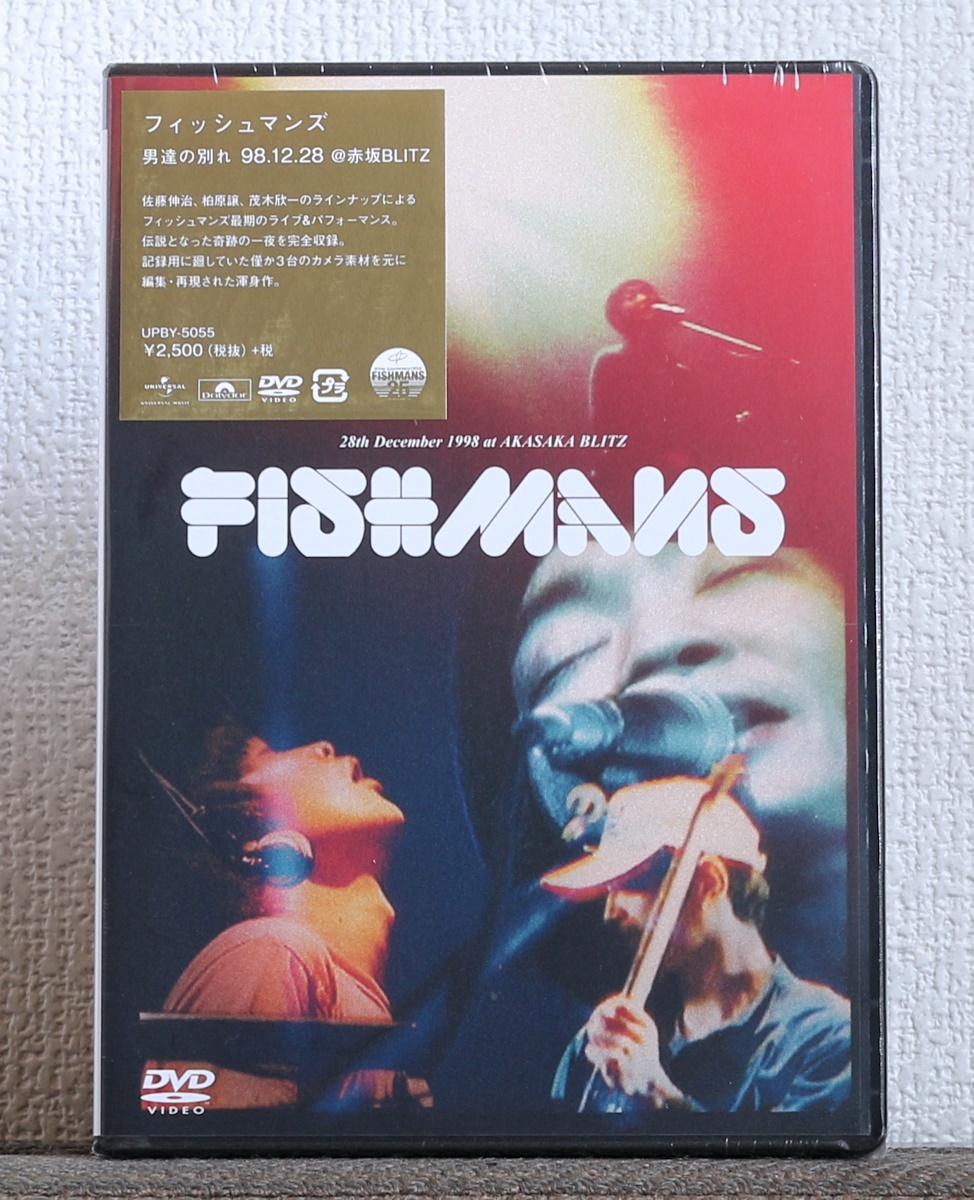 フィッシュマンズ
男達の別れ 98.12.28 @赤坂BLITZ
佐藤伸治、柏原譲、茂木欣一のラインナップによる
フィッシュマンズ最期のライブ&パフォーマンス。
伝説となった奇跡の一夜を完全収録。
記録用に廻していた僅か3台のカメラ素材を元に
編集・再現された渾身作。
UPBY-5055
￥2,500（税抜）+税
UNIVERSAL
UNIVERSAL MUSIC
Polydor
DVD
VIDEO
プラ
FISHMANS
25
28th December 1998 at AKASAKA BLITZ
FISHMANS
DVD
VIDEO